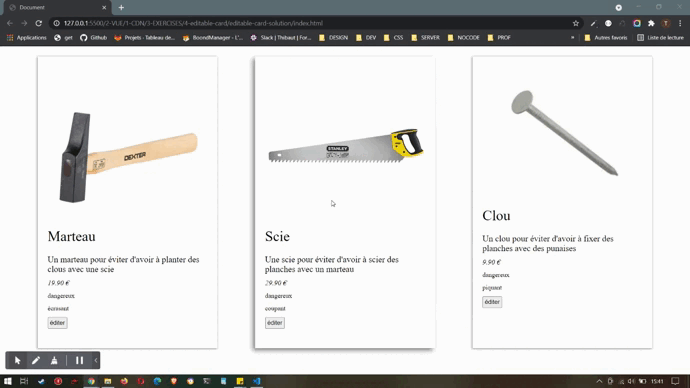 Document
127.0.0.1:5500/2-VUE/1-CDN/3-EXERCISES/4-editable-card/editable-card-solution/index.html
Applications get Github Projets · Tableau de... BoondManager - L'... Slack | Thibaut | For... DESIGN DEV CSS SERVER NOCODE PROF » Autres favoris Liste de lecture
DEXTER
STANLEY
Marteau
Un marteau pour éviter d'avoir à planter des
clous avec une scie
19.90 €
dangereux
écrasant
éditer
Scie
Une scie pour éviter d'avoir à scier des
planches avec un marteau
29.90 €
dangereux
coupant
éditer
Clou
Un clou pour éviter d'avoir à fixer des
planches avec des punaises
9.90 €
dangereux
piquant
éditer
15:41